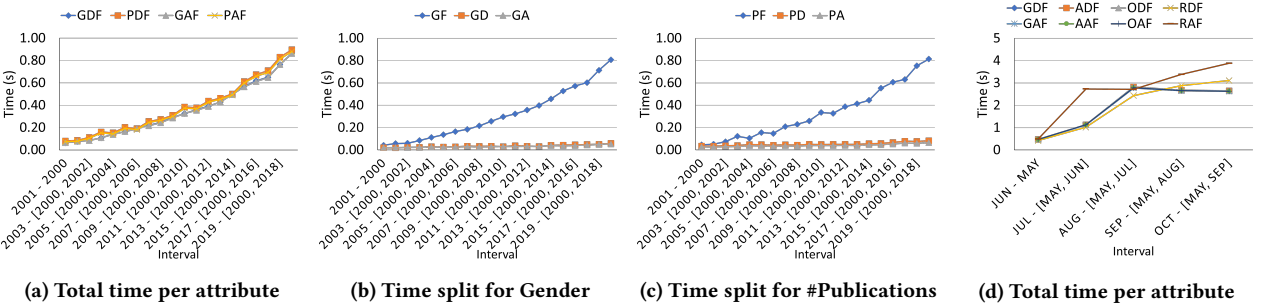 GDF PDF GAF PAF
Time (s)
1.00
0.80
0.60
0.40
0.20
0.00
2001 - 2000
2003 - [2000, 2002]
2005 - [2000, 2004]
2007 - [2000, 2006]
2009 - [2000, 2008]
2011 - [2000, 2010]
2013 - [2000, 2012]
2015 - [2000, 2014]
2017 - [2000, 2016]
2019 - [2000, 2018]
Interval
(a) Total time per attribute
GF GD GA
Time (s)
1.00
0.80
0.60
0.40
0.20
0.00
2001 - 2000
2003 - [2000, 2002]
2005 - [2000, 2004]
2007 - [2000, 2006]
2009 - [2000, 2008]
2011 - [2000, 2010]
2013 - [2000, 2012]
2015 - [2000, 2014]
2017 - [2000, 2016]
2019 - [2000, 2018]
Interval
(b) Time split for Gender
PF PD PA
Time (s)
1.00
0.80
0.60
0.40
0.20
0.00
2001 - 2000
2003 - [2000, 2002]
2005 - [2000, 2004]
2007 - [2000, 2006]
2009 - [2000, 2008]
2011 - [2000, 2010]
2013 - [2000, 2012]
2015 - [2000, 2014]
2017 - [2000, 2016]
2019 - [2000, 2018]
Interval
(c) Time split for #Publications
GDF ADF ODF RDF
GAF AAF OAF RAF
Time (s)
5
4
3
2
1
0
JUN - MAY
JUL - [MAY, JUN]
AUG - [MAY, JUL]
SEP - [MAY, AUG]
OCT - [MAY, SEP]
Interval
(d) Total time per attribute